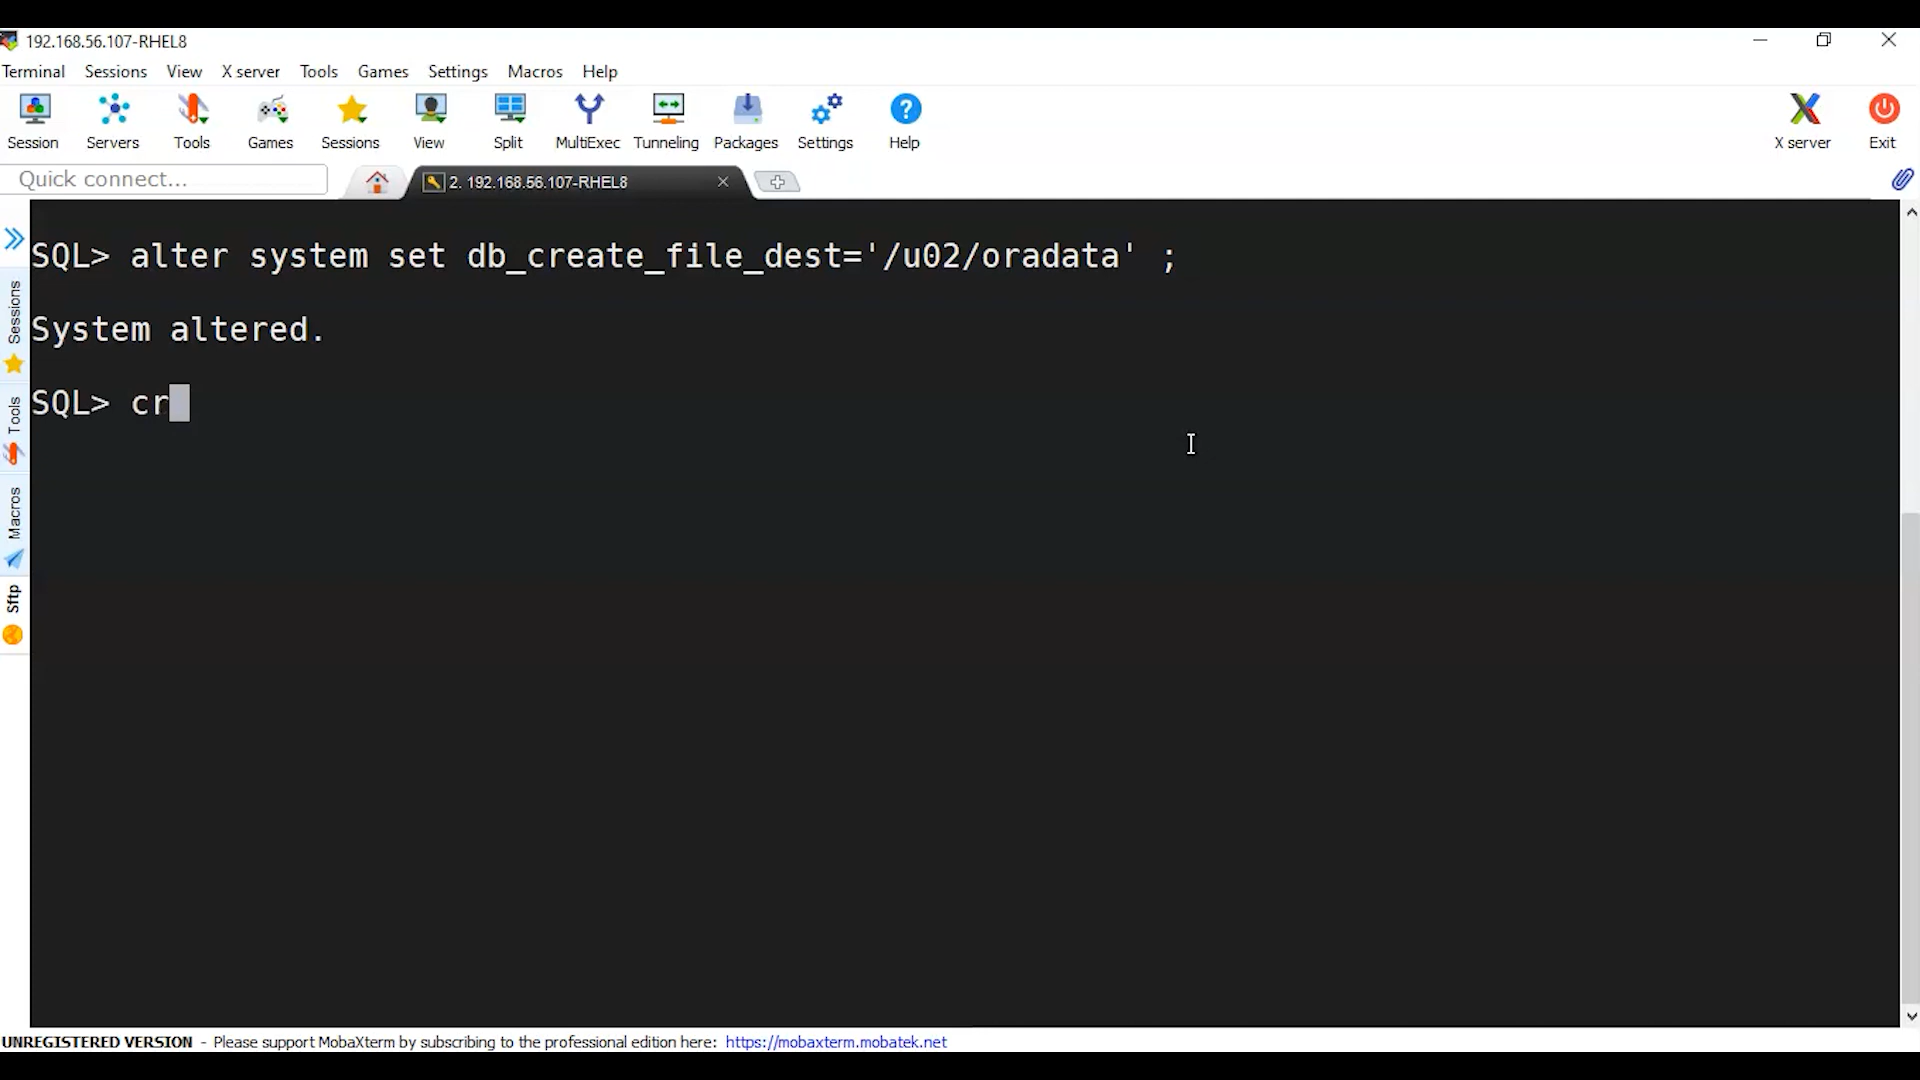 192.168.56.107-RHEL8
Terminal Sessions View X server Tools Games Settings Macros Help
Session Servers Tools Games Sessions View Split MultiExec Tunneling Packages Settings Help X server Exit
Quick connect...
2. 192.168.56.107-RHEL8
SQL> alter system set db_create_file_dest='/u02/oradata' ;
System altered.
SQL> cr
Sessions
Tools
Macros
Sftp
UNREGISTERED VERSION - Please support MobaXterm by subscribing to the professional edition here: https://mobaxterm.mobatek.net